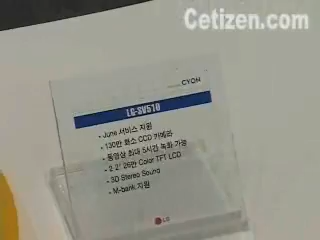 Cetizen.com
CYON
LG-SV510
- June 서비스 지원
- 130만 화소 CCD 카메라
- 동영상 최대 5시간 녹화 가능
- 2.2" 26만 Color TFT LCD
- 3D Stereo Sound
- M-bank 지원
LG